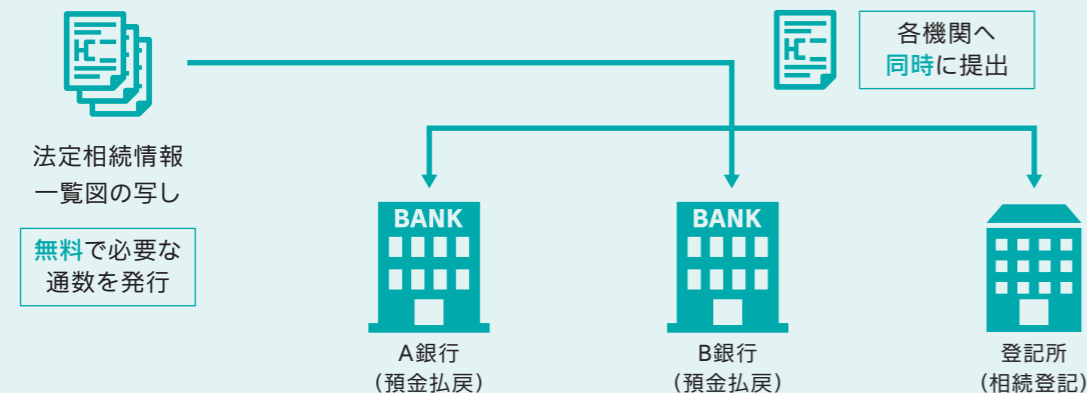 法定相続情報
一覧図の写し
無料で必要な
通数を発行
各機関へ
同時に提出
BANK
A銀行
(預金払戻)
BANK
B銀行
(預金払戻)
登記所
(相続登記)